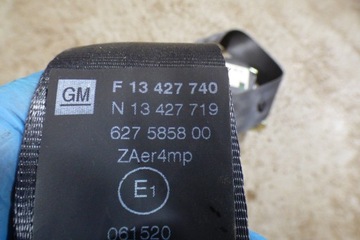 GM
F 13 427 740
N 13 427 719
627 5858 00
ZAer4mp
E1
061520